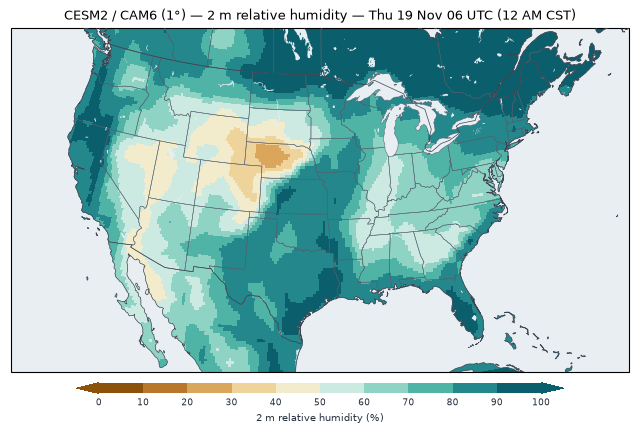 CESM2 / CAM6 (1°) — 2 m relative humidity — Thu 19 Nov 06 UTC (12 AM CST)
0 10 20 30 40 50 60 70 80 90 100
2 m relative humidity (%)